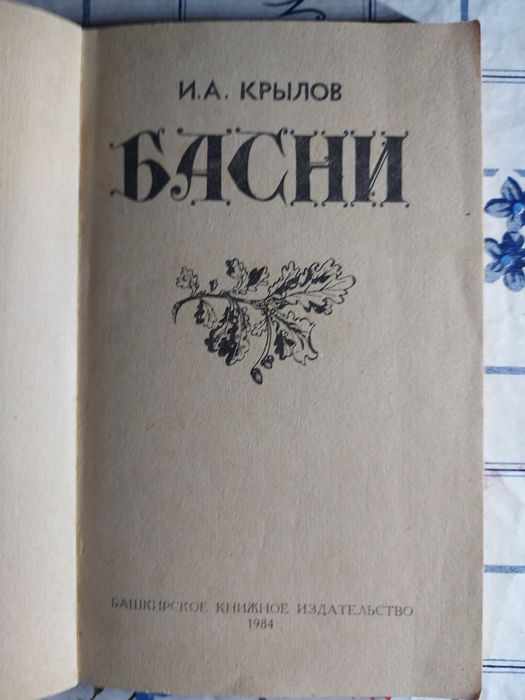 И.А. КРЫЛОВ
БАСНИ
БАШКИРСКОЕ КНИЖНОЕ ИЗДАТЕЛЬСТВО
1984